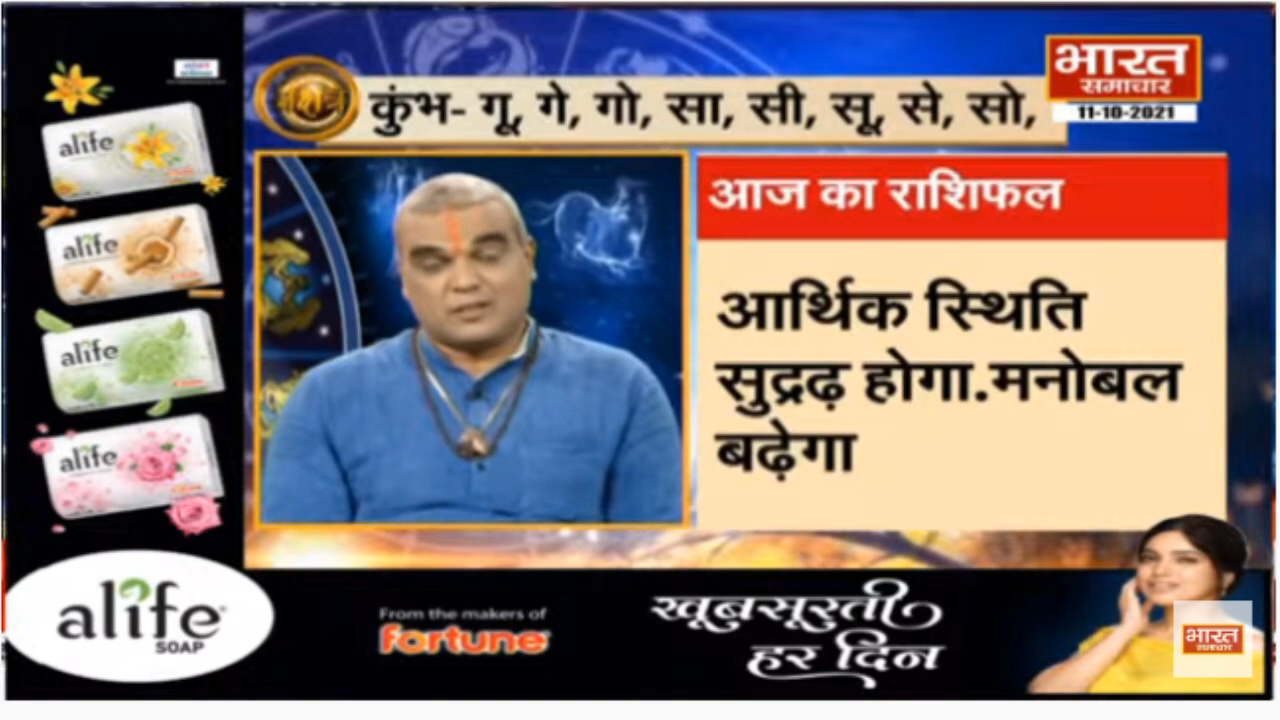 कुंभ- गू, गे, गो, सा, सी, सू, से, सो,
भारत
समाचार
11-10-2021
आज का राशिफल
आर्थिक स्थिति
सुद्रढ़ होगा.मनोबल
बढ़ेगा
alife
alife
alife
alife
alife
SOAP
From the makers of
fortune
खूबसूरती
हर दिन
भारत
समाचार